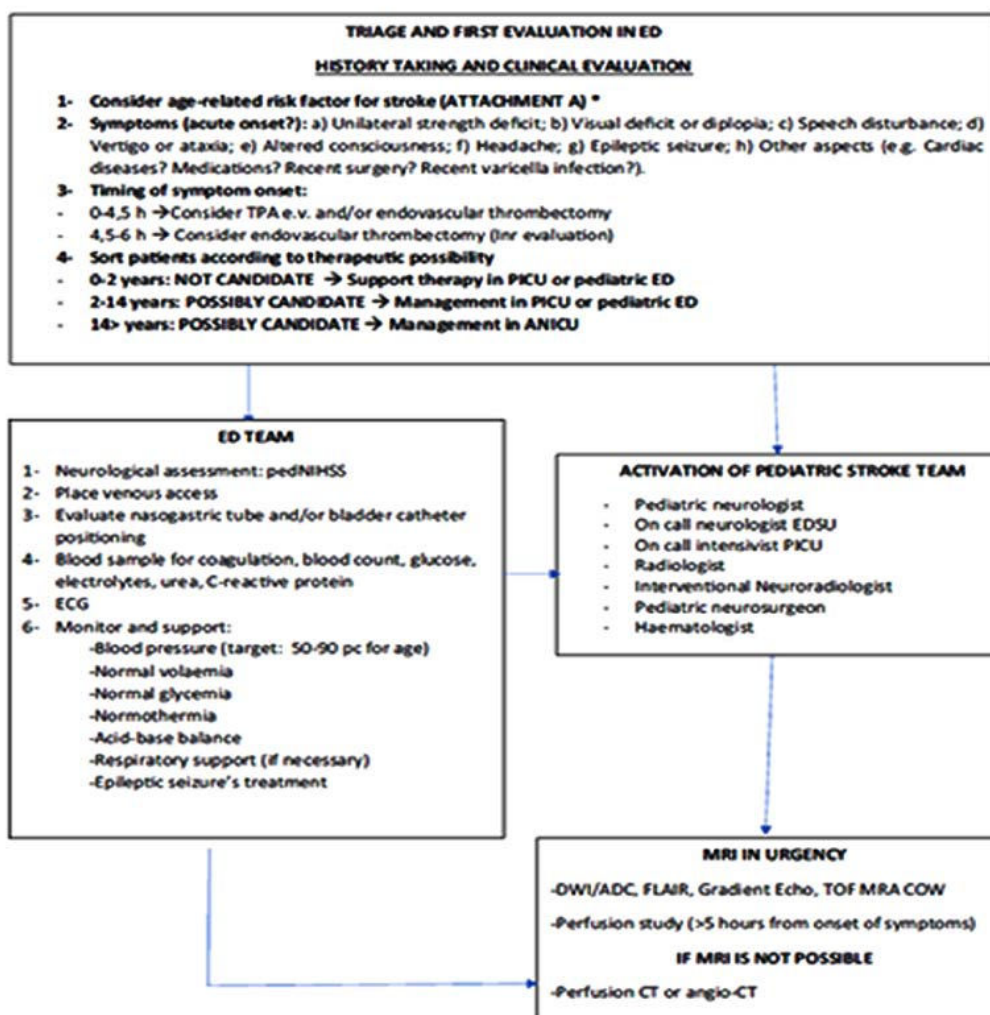 TRIAGE AND FIRST EVALUATION IN ED
HISTORY TAKING AND CLINICAL EVALUATION
1- Consider age-related risk factor for stroke (ATTACHMENT A) *
2- Symptoms (acute onset?): a) Unilateral strength deficit; b) Visual deficit or diplopia; c) Speech disturbance; d)
Vertigo or ataxia; e) Altered consciousness; f) Headache; g) Epileptic seizure; h) Other aspects (e.g. Cardiac
diseases? Medications? Recent surgery? Recent varicella infection?).
3- Timing of symptom onset:
- 0-4,5 h → Consider TPA e.v. and/or endovascular thrombectomy
- 4,5-6 h → Consider endovascular thrombectomy (Inr evaluation)
4- Sort patients according to therapeutic possibility
- 0-2 years: NOT CANDIDATE → Support therapy in PICU or pediatric ED
- 2-14 years: POSSIBLY CANDIDATE → Management in PICU or pediatric ED
- 14> years: POSSIBLY CANDIDATE → Management in ANICU
ED TEAM
1- Neurological assessment: pedNIHSS
2- Place venous access
3- Evaluate nasogastric tube and/or bladder catheter
positioning
4- Blood sample for coagulation, blood count, glucose,
electrolytes, urea, C-reactive protein
5- ECG
6- Monitor and support:
-Blood pressure (target: 50-90 pc for age)
-Normal volaemia
-Normal glycemia
-Normothermia
-Acid-base balance
-Respiratory support (if necessary)
-Epileptic seizure's treatment
ACTIVATION OF PEDIATRIC STROKE TEAM
- Pediatric neurologist
- On call neurologist EDSU
- On call intensivist PICU
- Radiologist
- Interventional Neuroradiologist
- Pediatric neurosurgeon
- Haematologist
MRI IN URGENCY
-DWI/ADC, FLAIR, Gradient Echo, TOF MRA COW
-Perfusion study (>5 hours from onset of symptoms)
IF MRI IS NOT POSSIBLE
-Perfusion CT or angio-CT